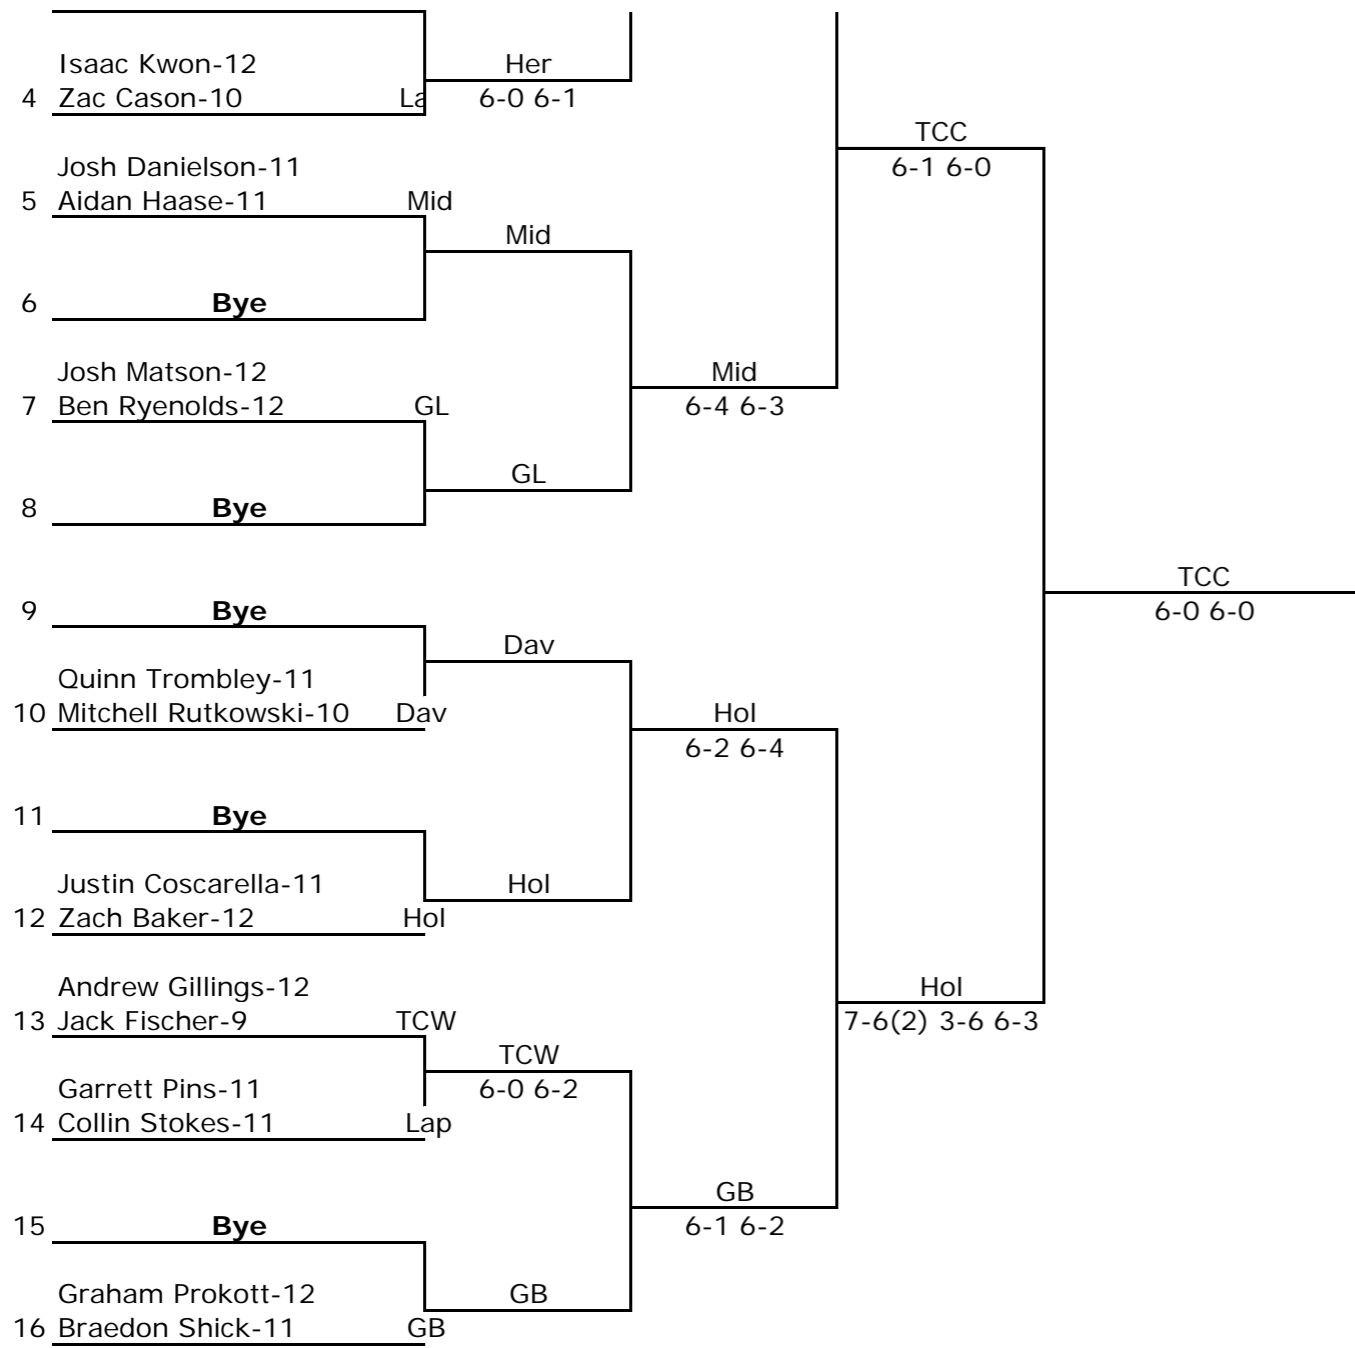 Isaac Kwon-12
Her
4 Zac Cason-10 La 6-0 6-1
TCC
Josh Danielson-11 6-1 6-0
5 Aidan Haase-11 Mid
Mid
6 Bye
Josh Matson-12 Mid
7 Ben Ryenolds-12 GL 6-4 6-3
GL
8 Bye
TCC
9 Bye 6-0 6-0
Dav
Quinn Trombley-11
10 Mitchell Rutkowski-10 Dav Hol
6-2 6-4
11 Bye
Justin Coscarella-11 Hol
12 Zach Baker-12 Hol
Andrew Gillings-12 Hol
13 Jack Fischer-9 TCW 7-6(2) 3-6 6-3
TCW
Garrett Pins-11 6-0 6-2
14 Collin Stokes-11 Lap
GB
15 Bye 6-1 6-2
Graham Prokott-12 GB
16 Braedon Shick-11 GB